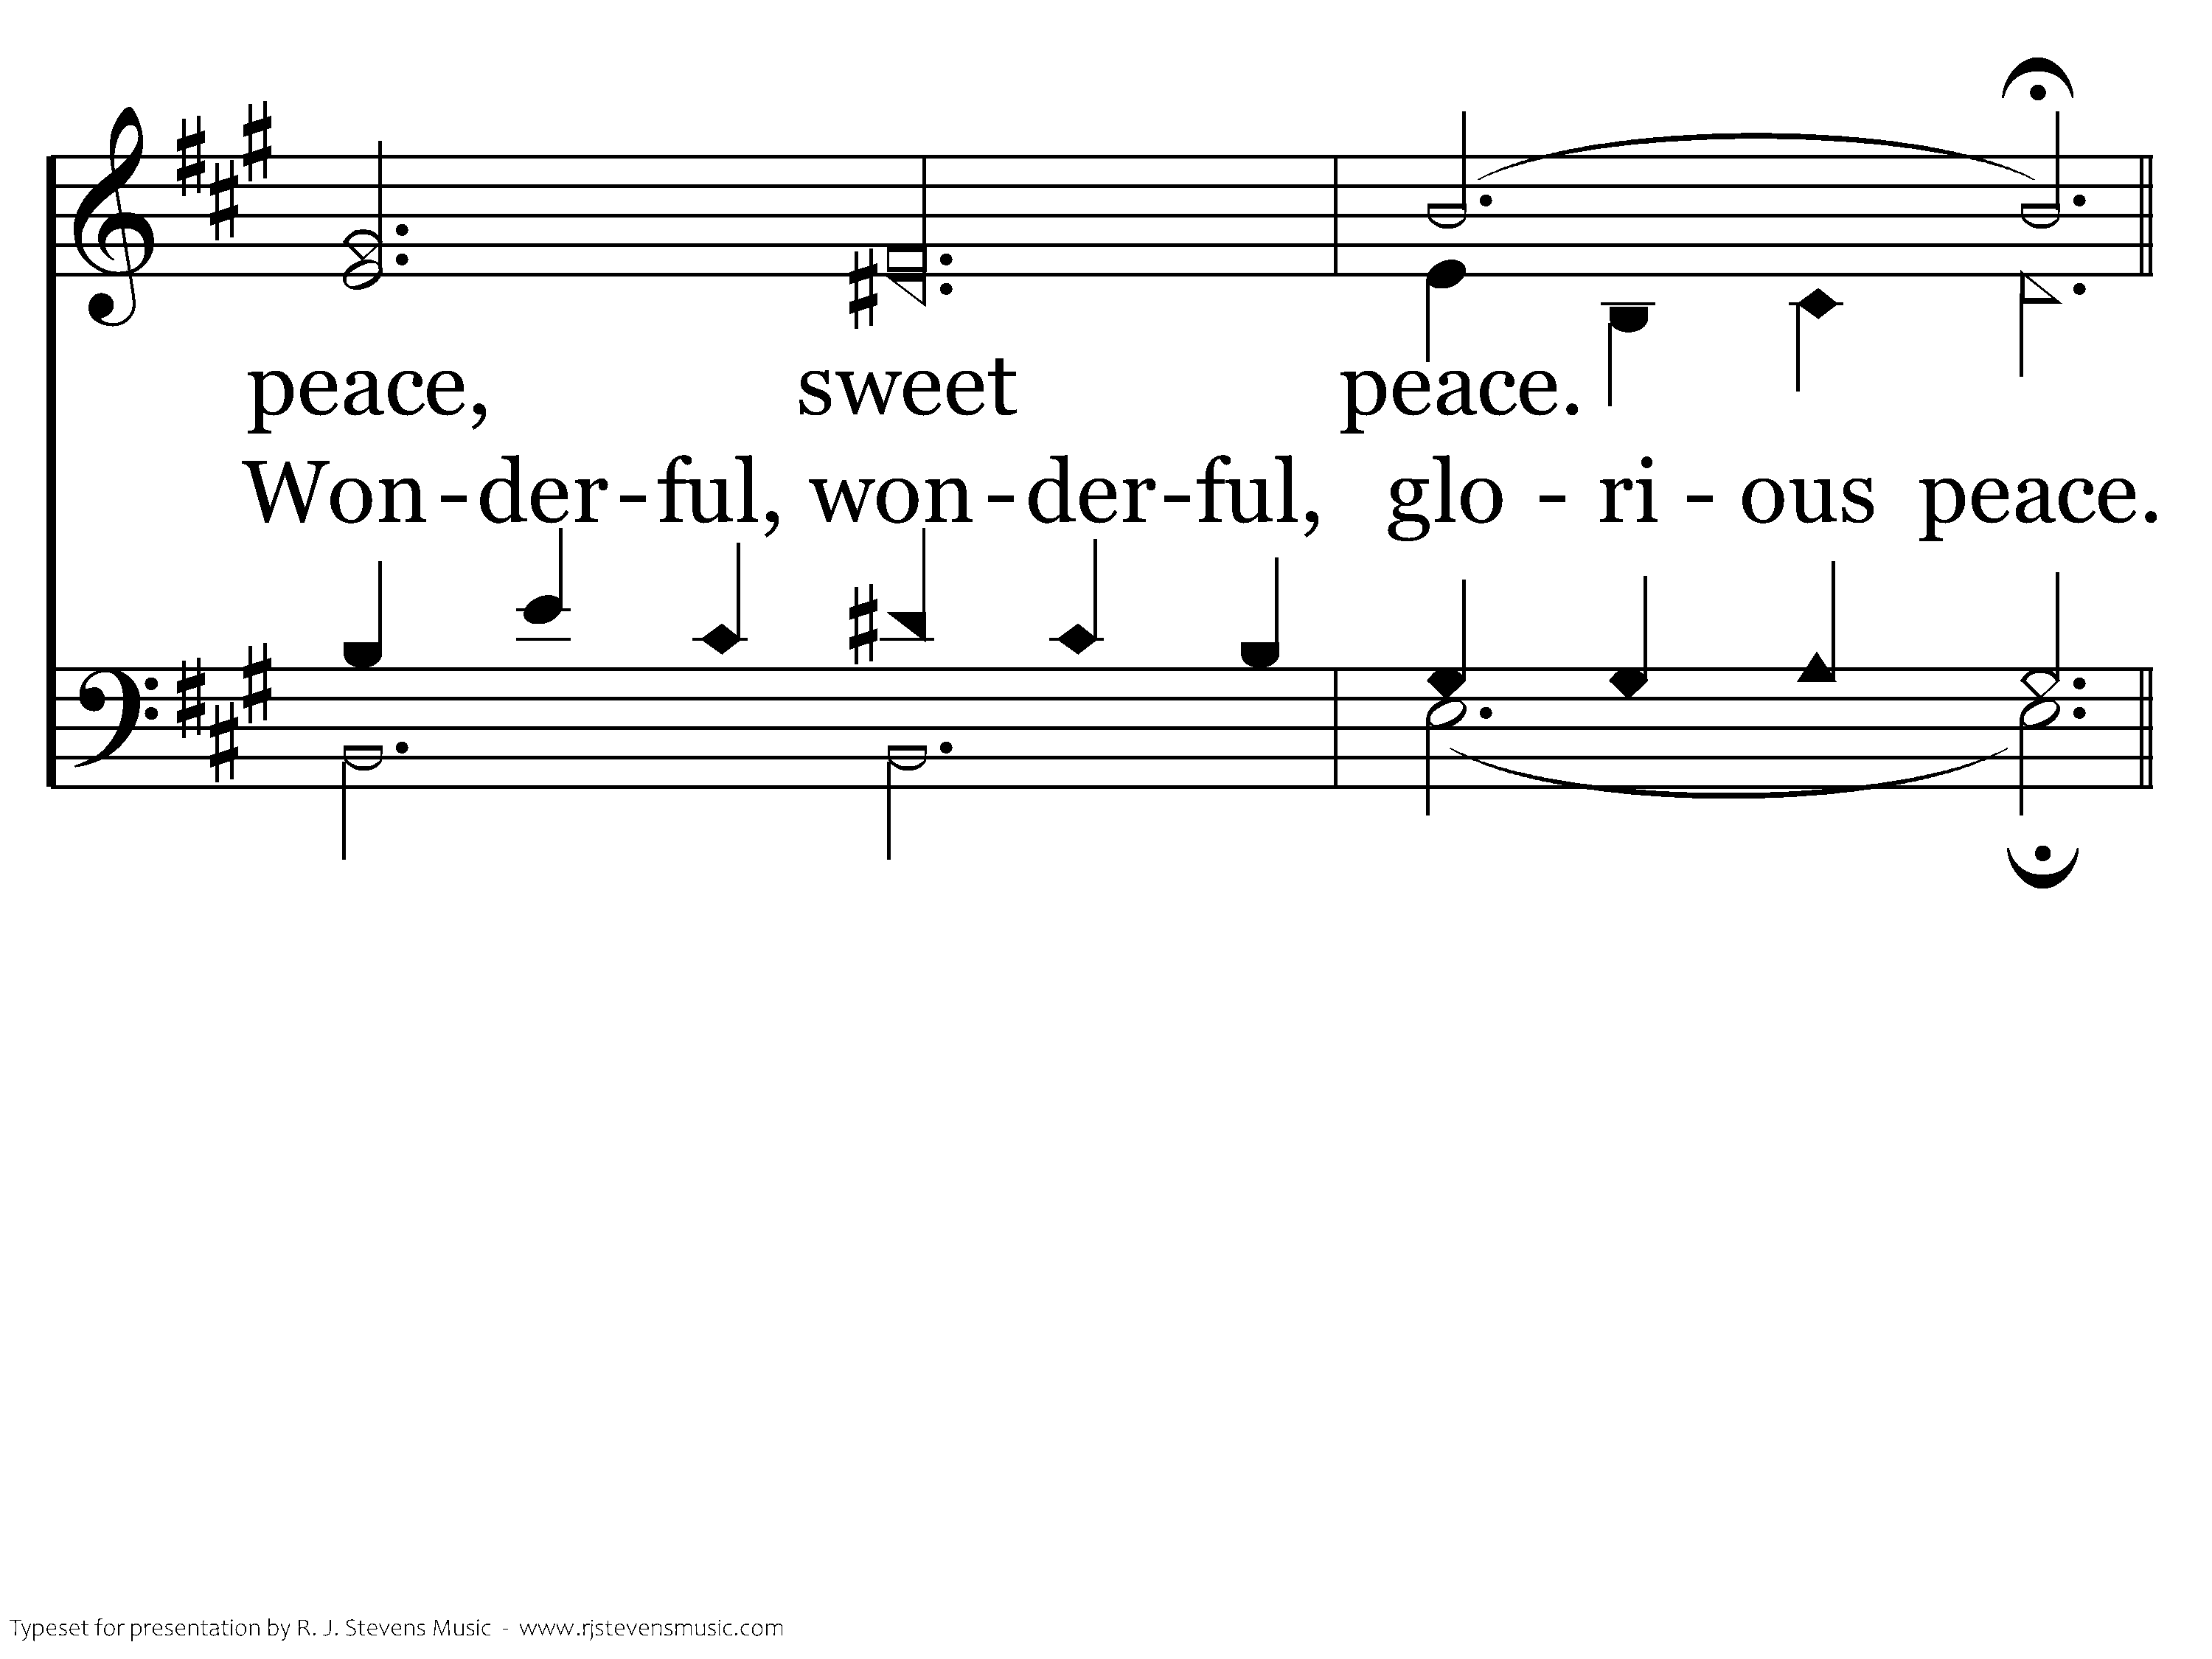 peace, sweet peace.
Won-der-ful, won-der-ful, glo - ri - ous peace.
Typeset for presentation by R. J. Stevens Music - www.rjstevensmusic.com